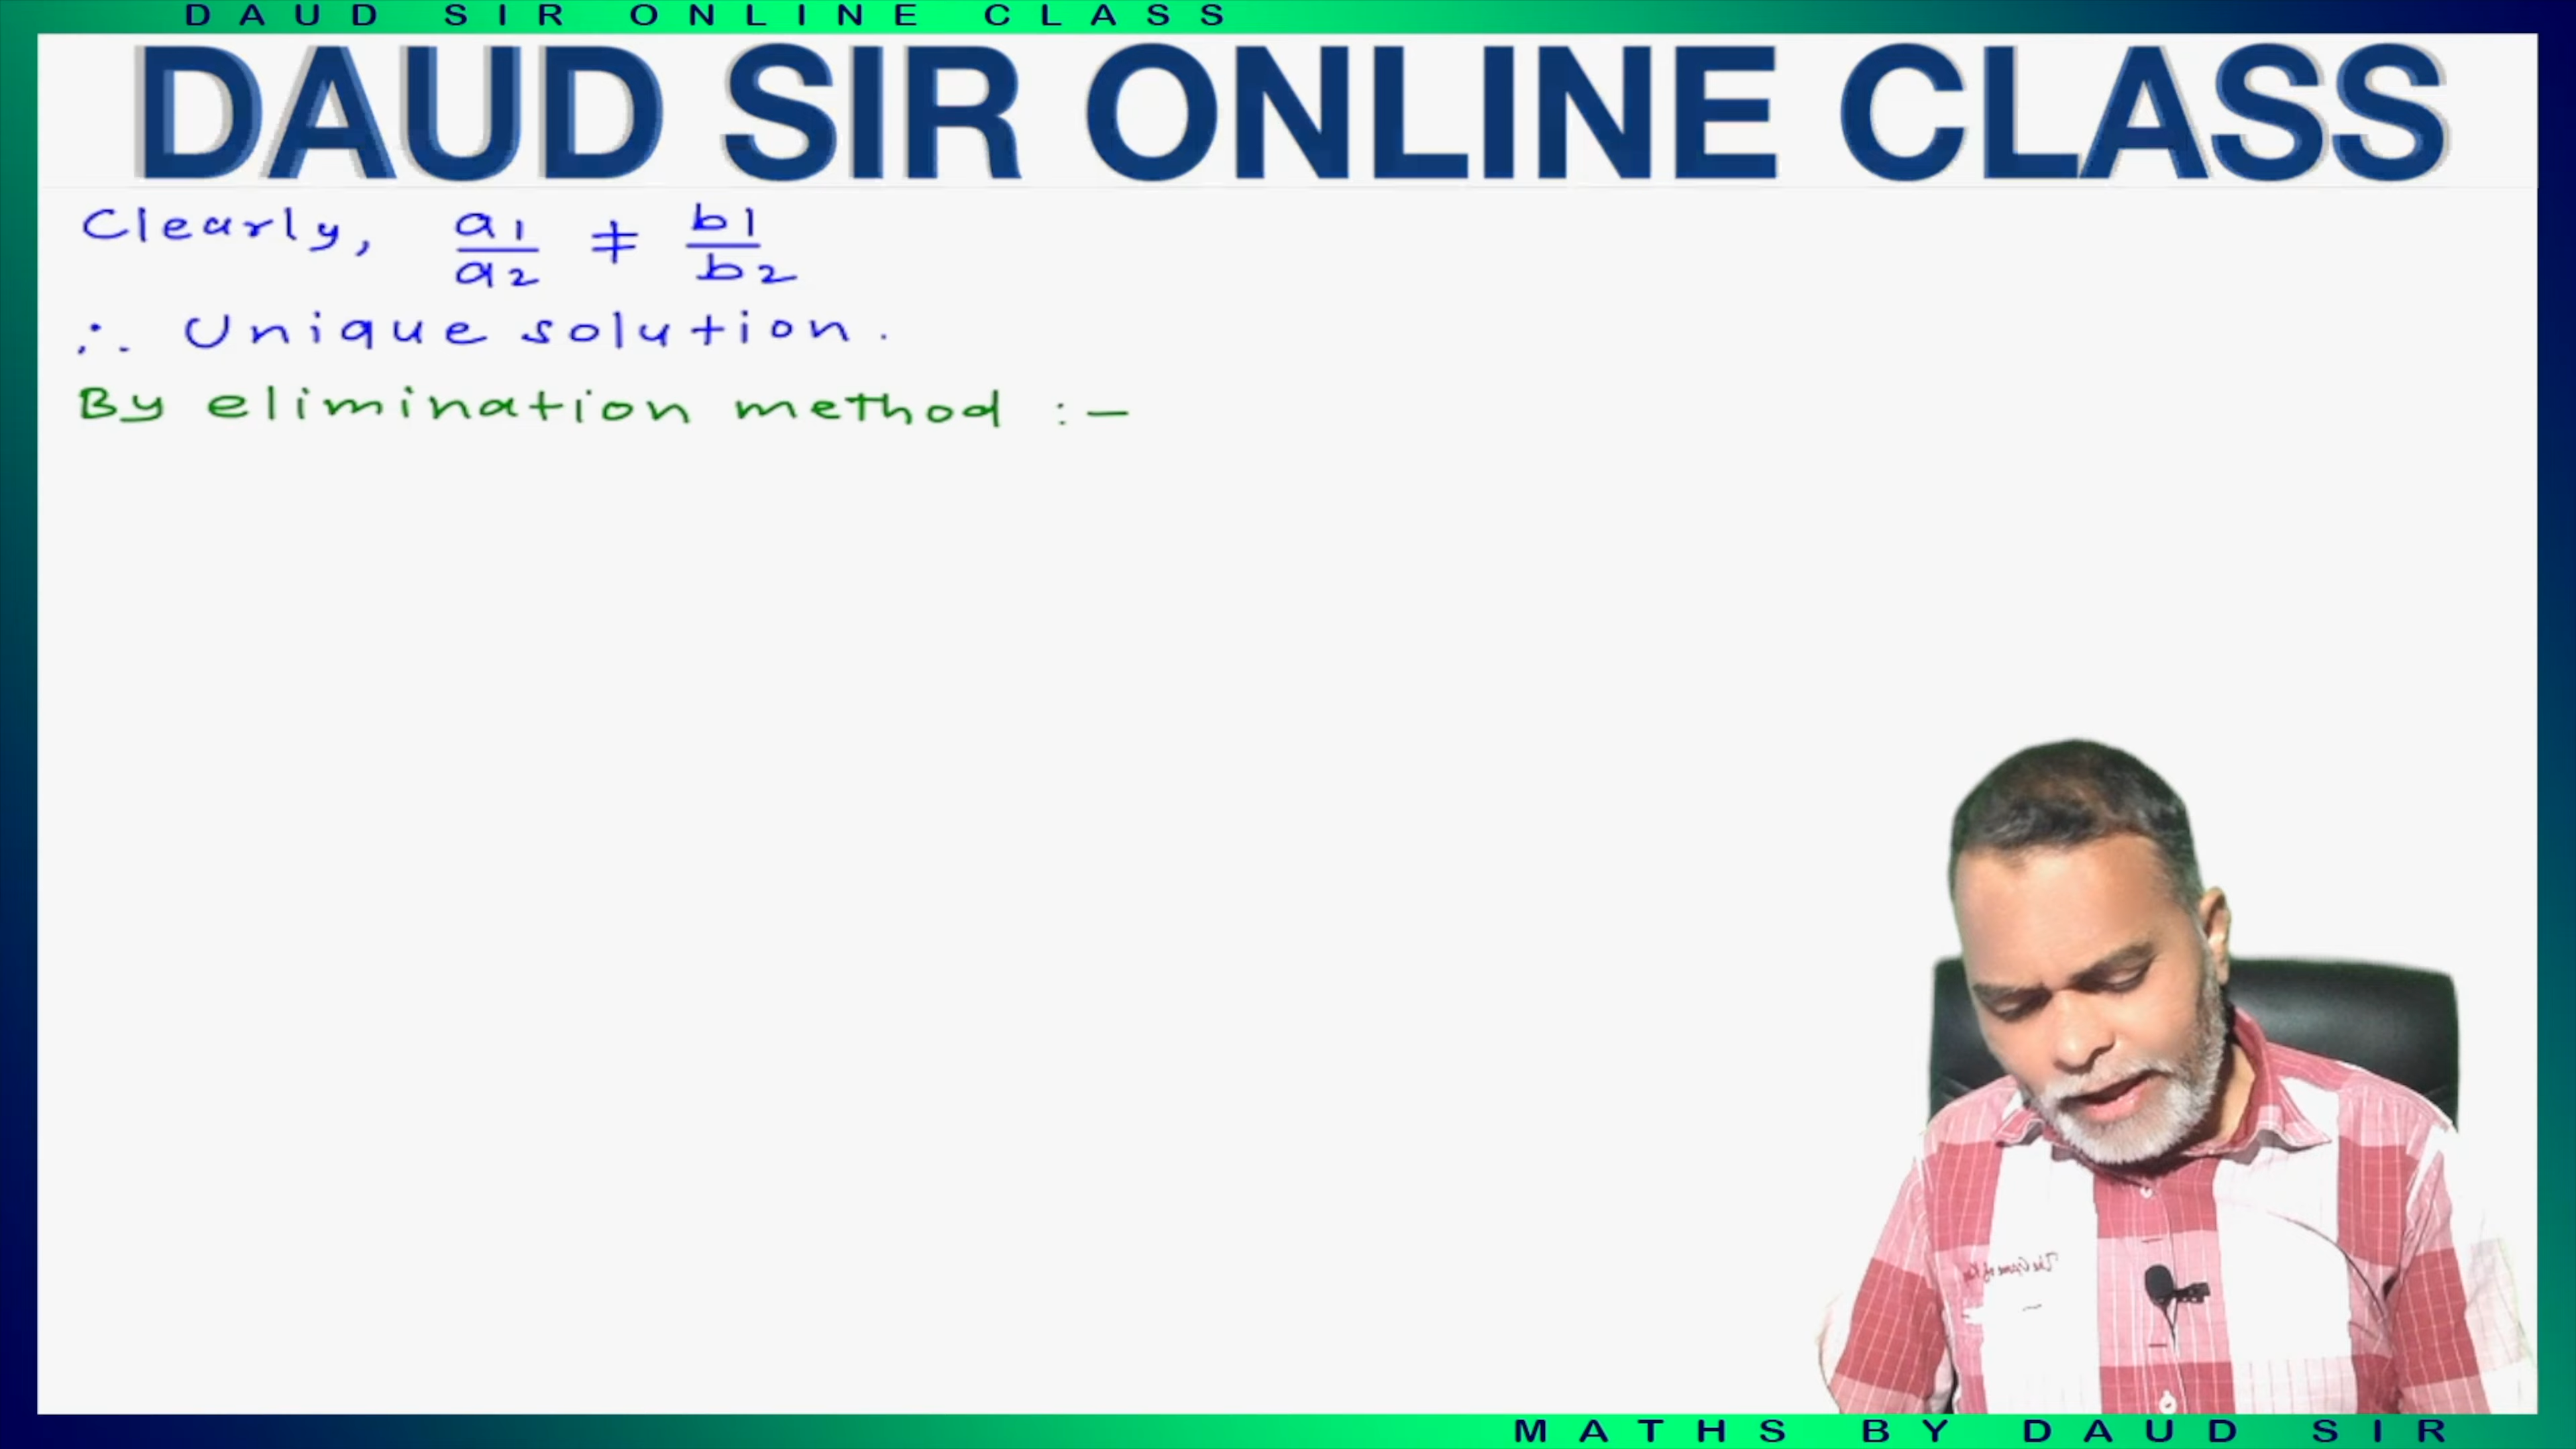 DAUD SIR ONLINE CLASS
DAUD SIR ONLINE CLASS
Clearly, a1/a2 ≠ b1/b2
∴ Unique solution.
By elimination method :-
MATHS BY DAUD SIR